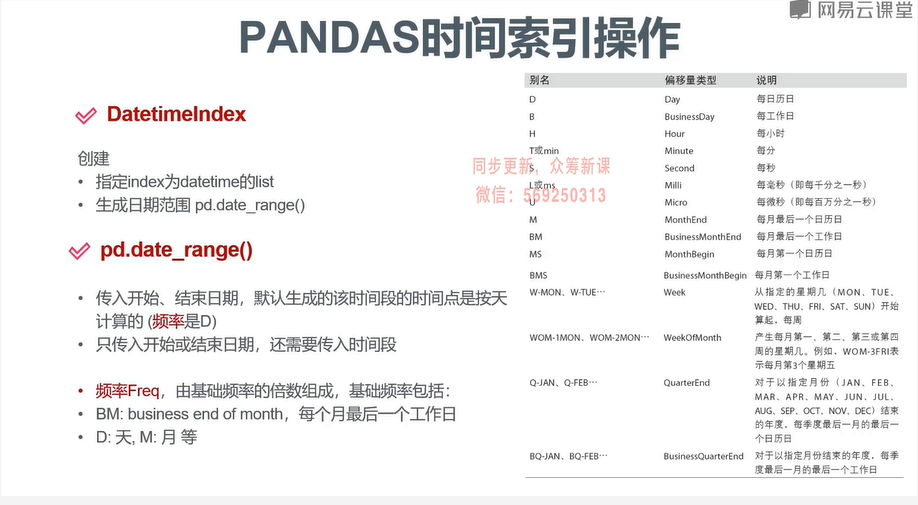 网易云课堂
PANDAS时间索引操作
DatetimeIndex
创建
• 指定index为datetime的list
• 生成日期范围 pd.date_range()
pd.date_range()
• 传入开始、结束日期，默认生成的该时间段的时间点是按天
计算的 (频率是D)
• 只传入开始或结束日期，还需要传入时间段
• 频率Freq，由基础频率的倍数组成，基础频率包括：
• BM: business end of month，每个月最后一个工作日
• D: 天, M: 月 等
同步更新，众筹新课
微信：569250313
别名 偏移量类型 说明
D Day 每日历日
B BusinessDay 每工作日
H Hour 每小时
T或min Minute 每分
S Second 每秒
L或ms Milli 每毫秒（即每千分之一秒）
U Micro 每微秒（即每百万分之一秒）
M MonthEnd 每月最后一个日历日
BM BusinessMonthEnd 每月最后一个工作日
MS MonthBegin 每月第一个日历日
BMS BusinessMonthBegin 每月第一个工作日
W-MON、W-TUE… Week 从指定的星期几（MON、TUE、
WED、THU、FRI、SAT、SUN）开始
算起，每周
WOM-1MON、WOM-2MON… WeekOfMonth 产生每月第一、第二、第三或第四
周的星期几。例如，WOM-3FRI表
示每月第3个星期五
Q-JAN、Q-FEB… QuarterEnd 对于以指定月份（JAN、FEB、
MAR、APR、MAY、JUN、JUL、
AUG、SEP、OCT、NOV、DEC）结束
的年度，每季度最后一月的最后一
个日历日
BQ-JAN、BQ-FEB… BusinessQuarterEnd 对于以指定月份结束的年度，每季
度最后一月的最后一个工作日